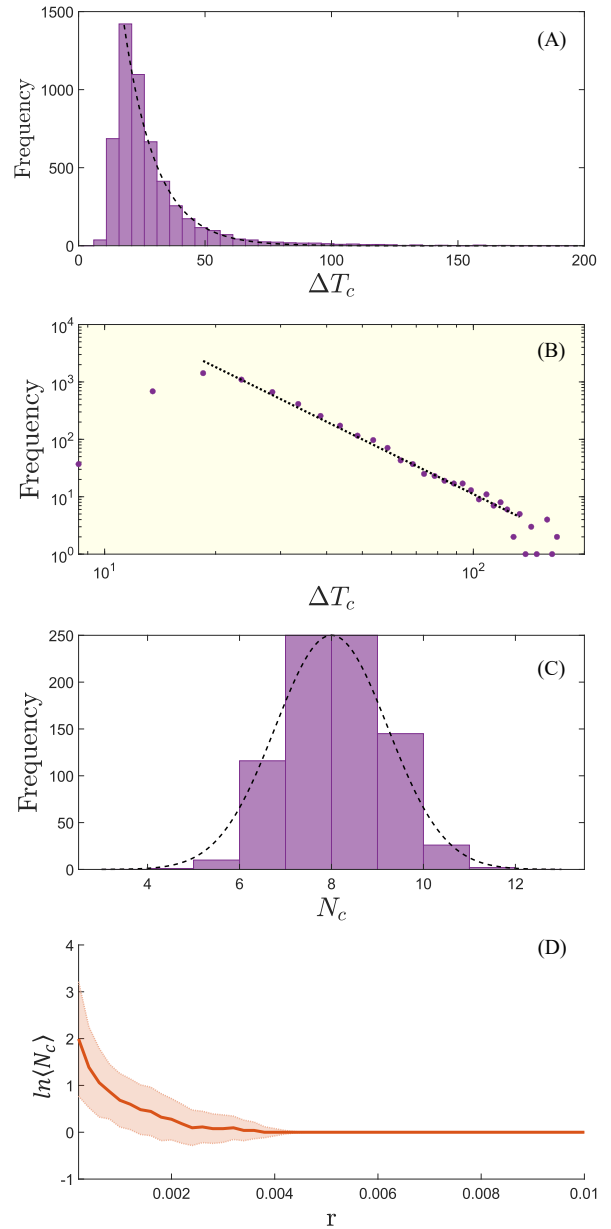 (A)
1500
1000
500
0
Frequency
0 50 100 150 200
ΔT_c
(B)
10^4
10^3
10^2
10^1
10^0
Frequency
10^1 10^2
ΔT_c
(C)
250
200
150
100
50
0
Frequency
4 6 8 10 12
N_c
(D)
4
3
2
1
0
-1
ln⟨N_c⟩
0.002 0.004 0.006 0.008 0.01
r